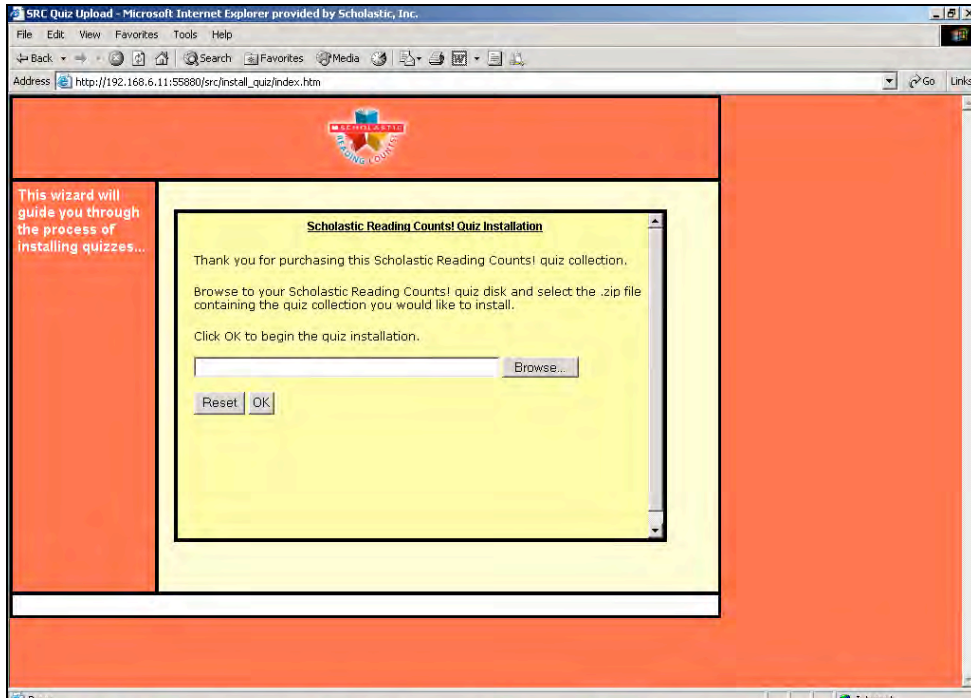 SRC Quiz Upload - Microsoft Internet Explorer provided by Scholastic, Inc.
File Edit View Favorites Tools Help
Back Search Favorites Media
Address http://192.168.6.11:55880/src/install_quiz/index.htm Go Links
SCHOLASTIC
READING COUNTS!
This wizard will
guide you through
the process of
installing quizzes...
Scholastic Reading Counts! Quiz Installation
Thank you for purchasing this Scholastic Reading Counts! quiz collection.
Browse to your Scholastic Reading Counts! quiz disk and select the .zip file
containing the quiz collection you would like to install.
Click OK to begin the quiz installation.
Browse...
Reset OK